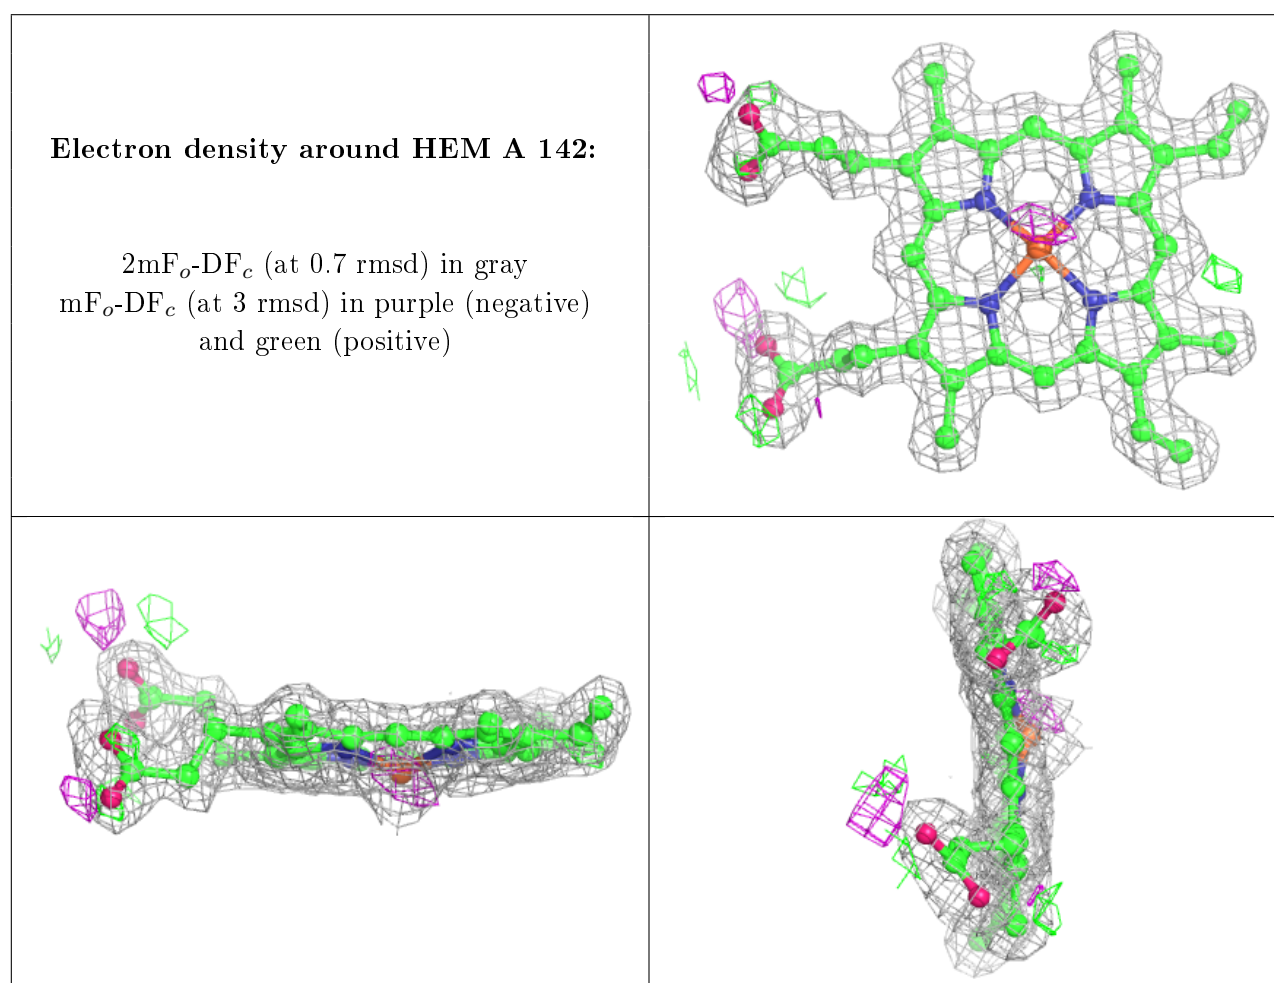 Electron density around HEM A 142:
2mFo-DFc (at 0.7 rmsd) in gray
mFo-DFc (at 3 rmsd) in purple (negative)
and green (positive)